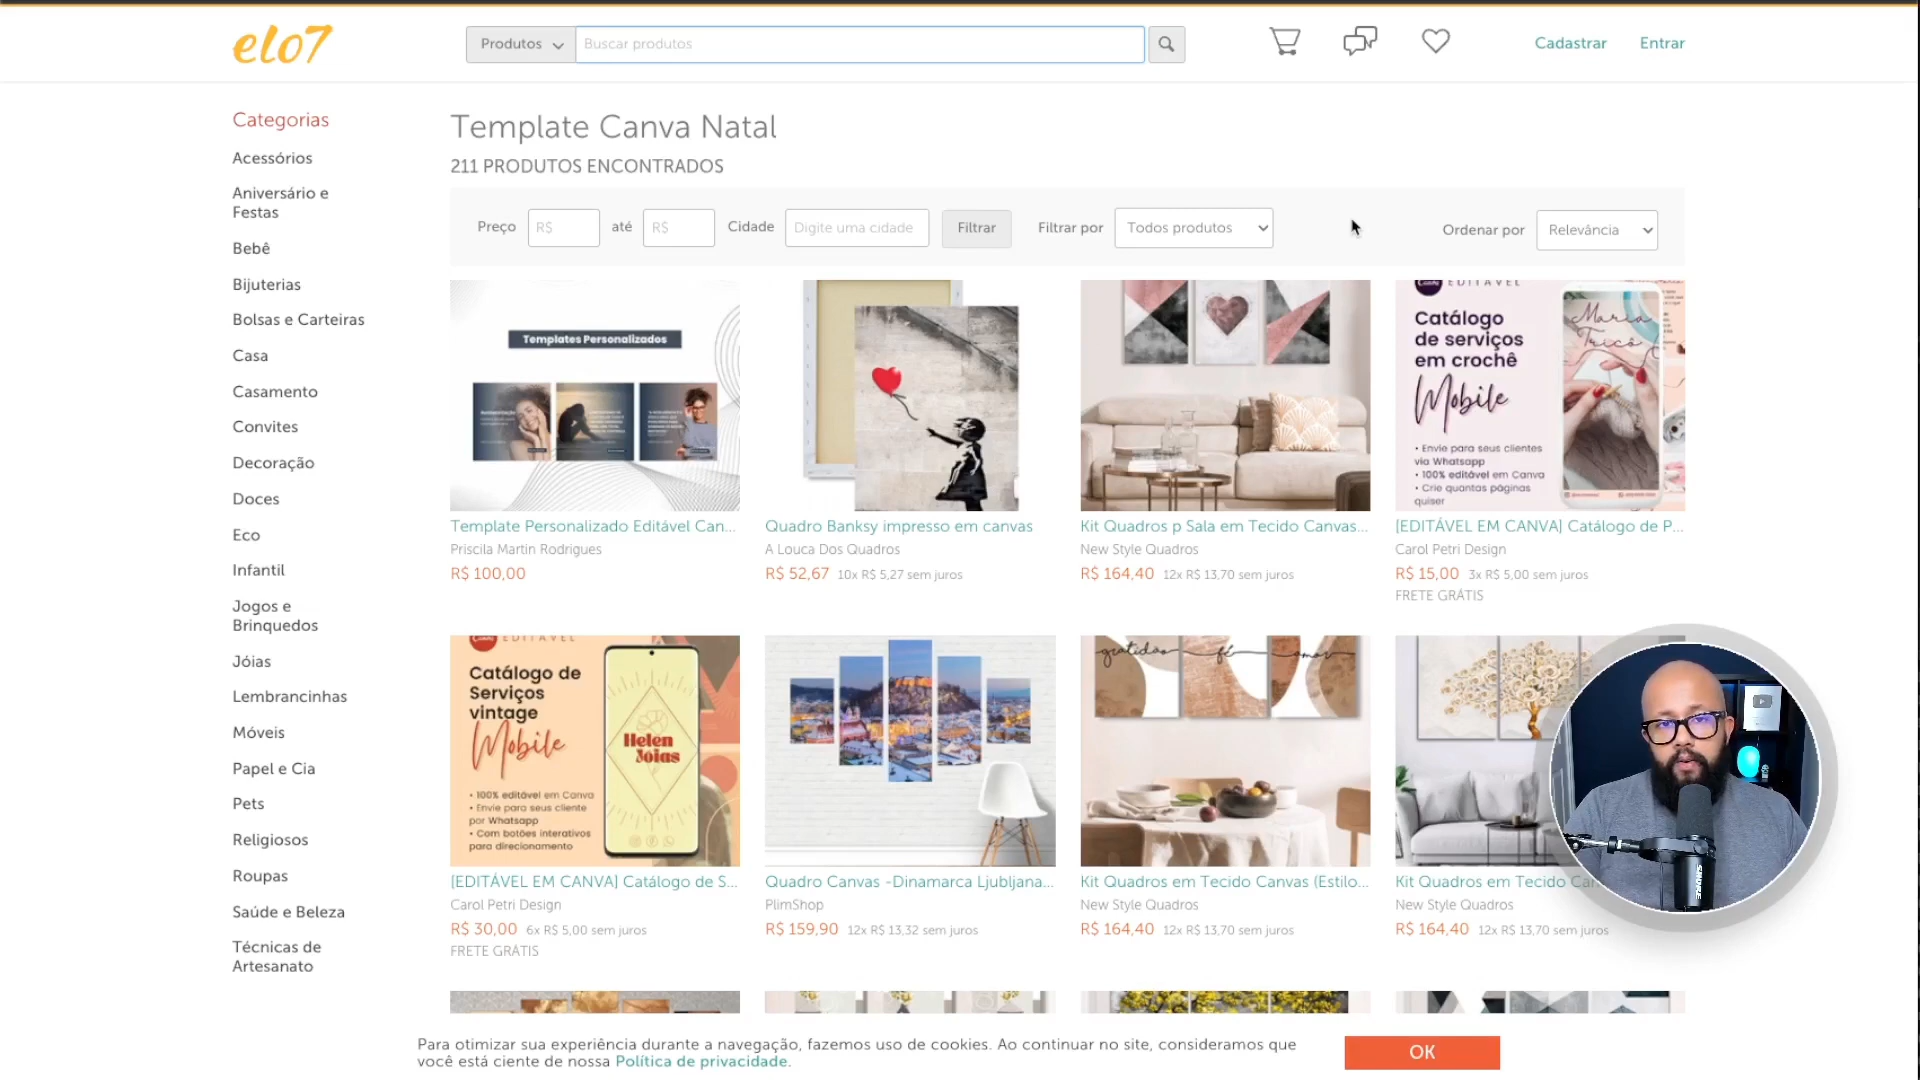 elo7
Produtos
Buscar produtos
Cadastrar
Entrar
Categorias
Acessórios
Aniversário e
Festas
Bebê
Bijuterias
Bolsas e Carteiras
Casa
Casamento
Convites
Decoração
Doces
Eco
Infantil
Jogos e
Brinquedos
Jóias
Lembrancinhas
Móveis
Papel e Cia
Pets
Religiosos
Roupas
Saúde e Beleza
Técnicas de
Artesanato
Template Canva Natal
211 PRODUTOS ENCONTRADOS
Preço
R$
até
R$
Cidade
Digite uma cidade
Filtrar
Filtrar por
Todos produtos
Ordenar por
Relevância
Templates Personalizados
Template Personalizado Editável Can...
Priscila Martin Rodrigues
R$ 100,00
Quadro Banksy impresso em canvas
A Louca Dos Quadros
R$ 52,67 10x R$ 5,27 sem juros
Kit Quadros p Sala em Tecido Canvas...
New Style Quadros
R$ 164,40 12x R$ 13,70 sem juros
EDITÁVEL
Catálogo
de serviços
em crochê
Mobile
• Envie para seus clientes
via Whatsapp
• 100% editável em Canva
• Crie quantas páginas
quiser
Maria
Tricô
[EDITÁVEL EM CANVA] Catálogo de P...
Carol Petri Design
R$ 15,00 3x R$ 5,00 sem juros
FRETE GRÁTIS
EDITÁVEL
Catálogo de
Serviços
vintage
Mobile
• 100% editável em Canva
• Envie para seus cliente
por Whatsapp
• Com botões interativos
para direcionamento
Helen
Jóias
[EDITÁVEL EM CANVA] Catálogo de S...
Carol Petri Design
R$ 30,00 6x R$ 5,00 sem juros
FRETE GRÁTIS
Quadro Canvas -Dinamarca Ljubljana...
PlimShop
R$ 159,90 12x R$ 13,32 sem juros
gratidão
fé
amor
Kit Quadros em Tecido Canvas (Estilo...
New Style Quadros
R$ 164,40 12x R$ 13,70 sem juros
Kit Quadros em Tecido Can
New Style Quadros
R$ 164,40 12x R$ 13,70 sem juros
SHURE
Para otimizar sua experiência durante a navegação, fazemos uso de cookies. Ao continuar no site, consideramos que
você está ciente de nossa Política de privacidade.
OK